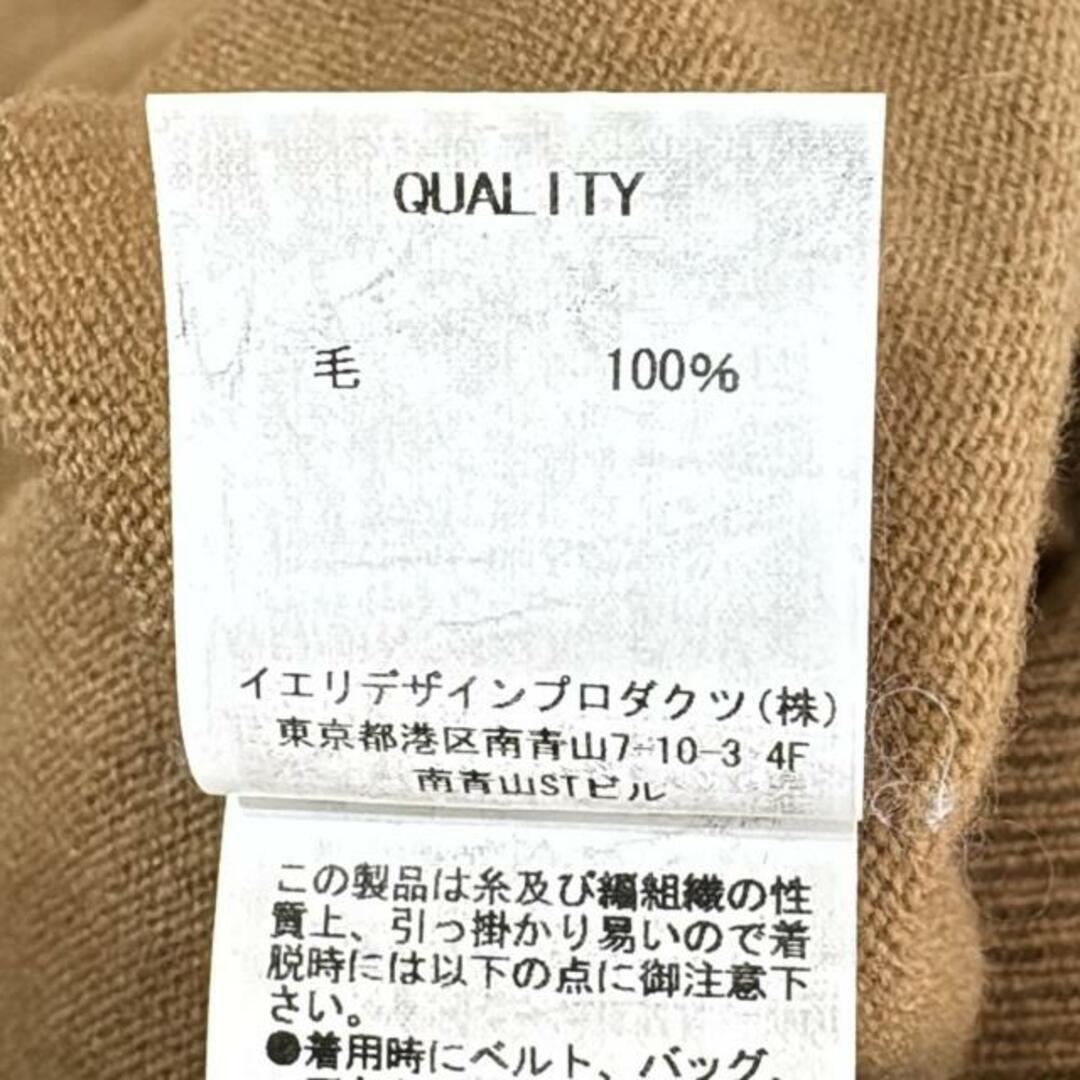 QUALITY
毛 100%
イエリデザインプロダクツ(株)
東京都港区南青山7-10-3 4F
南青山STビル
この製品は糸及び編組織の性
質上、引っ掛かり易いので着
脱時には以下の点に御注意下
さい。
●着用時にベルト、バッグ、